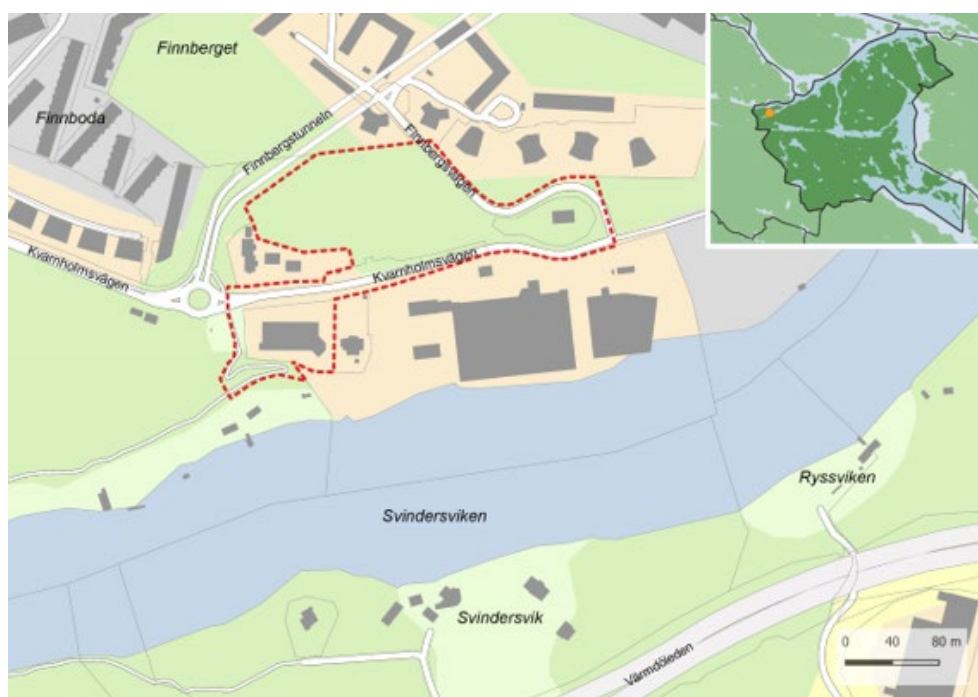 Finnberget
Finnboda
Finnbergstunneln
Finnbergsvägen
Kvarnholmsvägen
Kvarnholmsvägen
Ryssviken
Svindersviken
Svindersvik
Värmdöleden
0 40 80 m